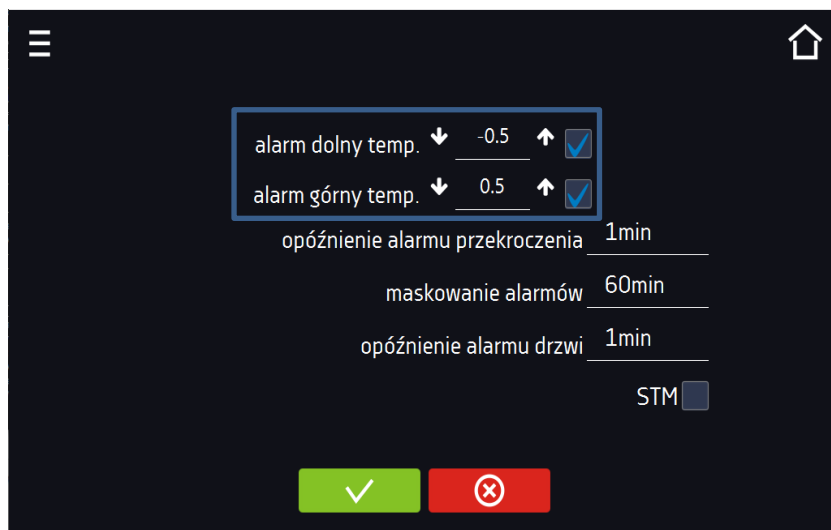 alarm dolny temp. -0.5
alarm górny temp. 0.5
opóźnienie alarmu przekroczenia 1min
maskowanie alarmów 60min
opóźnienie alarmu drzwi 1min
STM